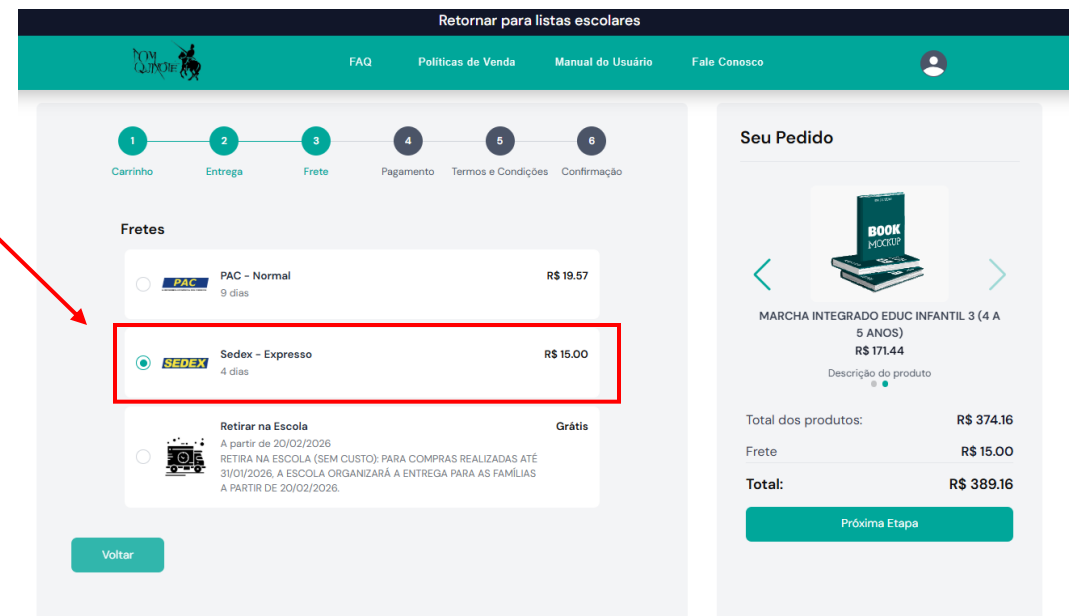 Retornar para listas escolares
DOM
QUIXOTE
FAQ
Políticas de Venda
Manual do Usuário
Fale Conosco
1
2
3
4
5
6
Carrinho
Entrega
Frete
Pagamento
Termos e Condições
Confirmação
Fretes
PAC
PAC - Normal
R$ 19.57
9 dias
SEDEX
Sedex - Expresso
R$ 15.00
4 dias
Retirar na Escola
Grátis
A partir de 20/02/2026
RETIRA NA ESCOLA (SEM CUSTO): PARA COMPRAS REALIZADAS ATÉ
31/01/2026, A ESCOLA ORGANIZARÁ A ENTREGA PARA AS FAMÍLIAS
A PARTIR DE 20/02/2026.
Voltar
Seu Pedido
BOOK
MOCKUP
MARCHA INTEGRADO EDUC INFANTIL 3 (4 A
5 ANOS)
R$ 171.44
Descrição do produto
Total dos produtos:
R$ 374.16
Frete
R$ 15.00
Total:
R$ 389.16
Próxima Etapa